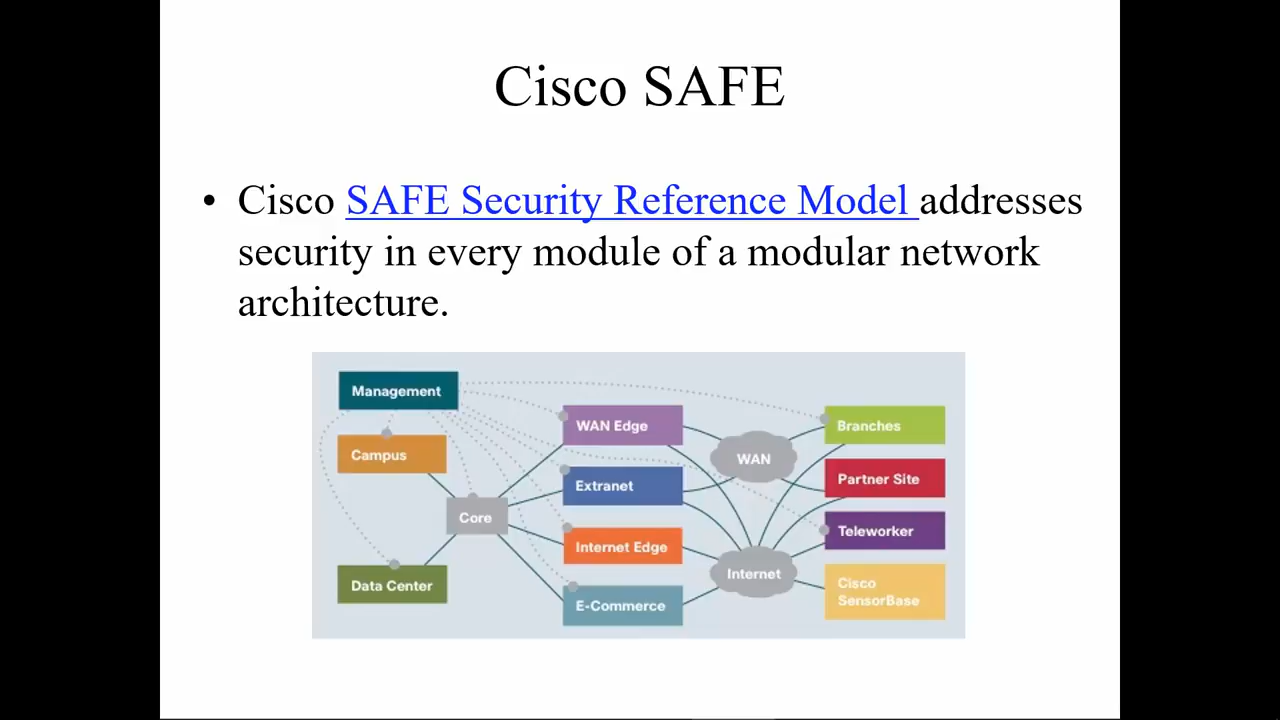 Cisco SAFE
• Cisco SAFE Security Reference Model addresses
security in every module of a modular network
architecture.
Management
Campus
Core
Data Center
WAN Edge
Extranet
Internet Edge
E-Commerce
WAN
Internet
Branches
Partner Site
Teleworker
Cisco
SensorBase